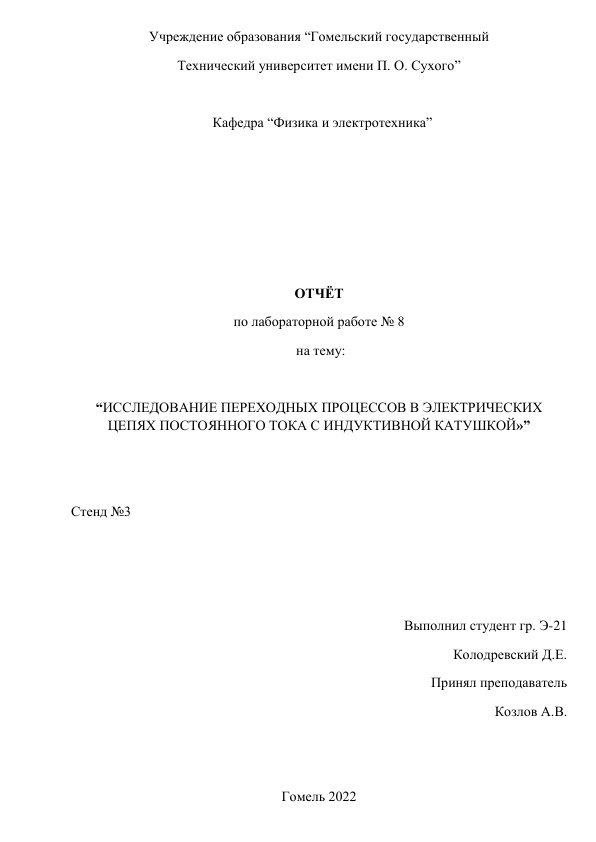 Учреждение образования “Гомельский государственный
Технический университет имени П. О. Сухого”
Кафедра “Физика и электротехника”
ОТЧЁТ
по лабораторной работе № 8
на тему:
“ИССЛЕДОВАНИЕ ПЕРЕХОДНЫХ ПРОЦЕССОВ В ЭЛЕКТРИЧЕСКИХ
ЦЕПЯХ ПОСТОЯННОГО ТОКА С ИНДУКТИВНОЙ КАТУШКОЙ»”
Стенд №3
Выполнил студент гр. Э-21
Колодревский Д.Е.
Принял преподаватель
Козлов А.В.
Гомель 2022